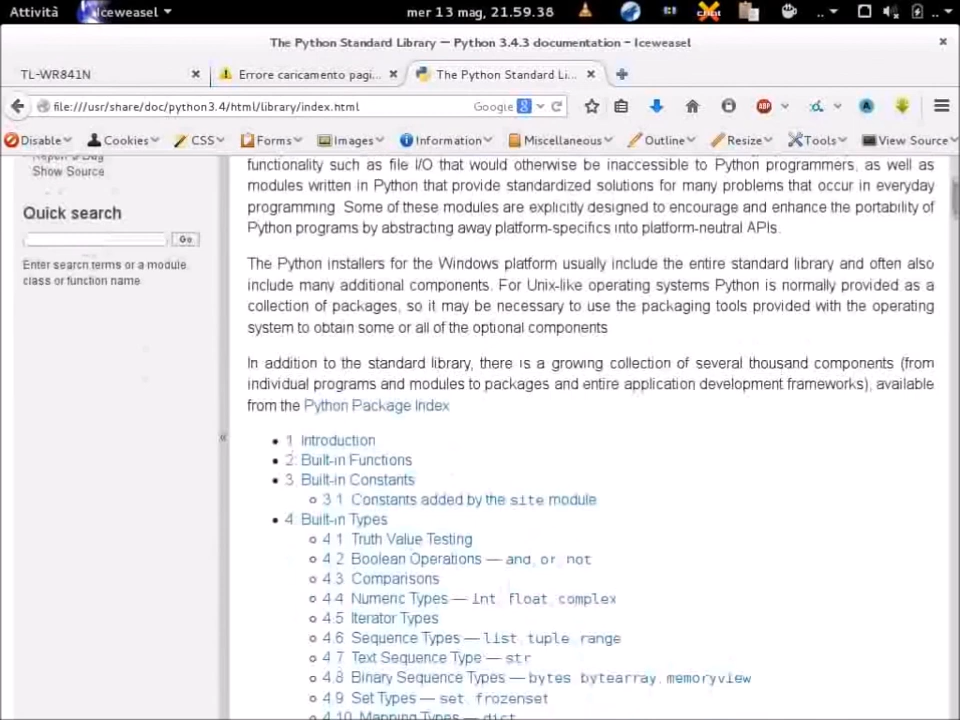 Attività
Iceweasel
mer 13 mag, 21.59.38
The Python Standard Library — Python 3.4.3 documentation - Iceweasel
TL-WR841N
Errore caricamento pagi...
The Python Standard Li...
file:///usr/share/doc/python3.4/html/library/index.html
Google
Disable
Cookies
CSS
Forms
Images
Information
Miscellaneous
Outline
Resize
Tools
View Source
Report a Bug
Show Source
Quick search
Go
Enter search terms or a module,
class or function name.
functionality such as file I/O that would otherwise be inaccessible to Python programmers, as well as
modules written in Python that provide standardized solutions for many problems that occur in everyday
programming. Some of these modules are explicitly designed to encourage and enhance the portability of
Python programs by abstracting away platform-specifics into platform-neutral APIs.
The Python installers for the Windows platform usually include the entire standard library and often also
include many additional components. For Unix-like operating systems Python is normally provided as a
collection of packages, so it may be necessary to use the packaging tools provided with the operating
system to obtain some or all of the optional components.
In addition to the standard library, there is a growing collection of several thousand components (from
individual programs and modules to packages and entire application development frameworks), available
from the Python Package Index.
1. Introduction
2. Built-in Functions
3. Built-in Constants
3.1. Constants added by the site module
4. Built-in Types
4.1. Truth Value Testing
4.2. Boolean Operations — and, or, not
4.3. Comparisons
4.4. Numeric Types — int, float, complex
4.5. Iterator Types
4.6. Sequence Types — list, tuple, range
4.7. Text Sequence Type — str
4.8. Binary Sequence Types — bytes, bytearray, memoryview
4.9. Set Types — set, frozenset
4.10. Mapping Types — dict